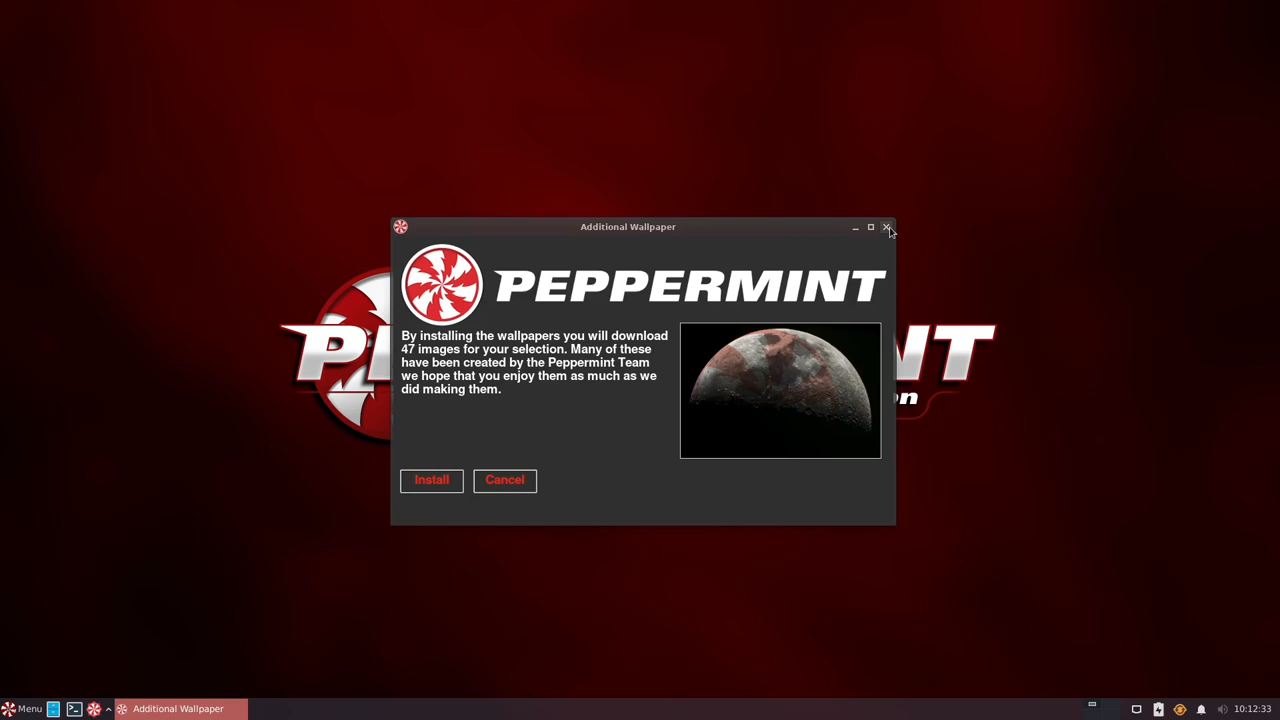 Additional Wallpaper
PEPPERMINT
By installing the wallpapers you will download
47 images for your selection. Many of these
have been created by the Peppermint Team
we hope that you enjoy them as much as we
did making them.
Install
Cancel
Menu
Additional Wallpaper
10:12:33